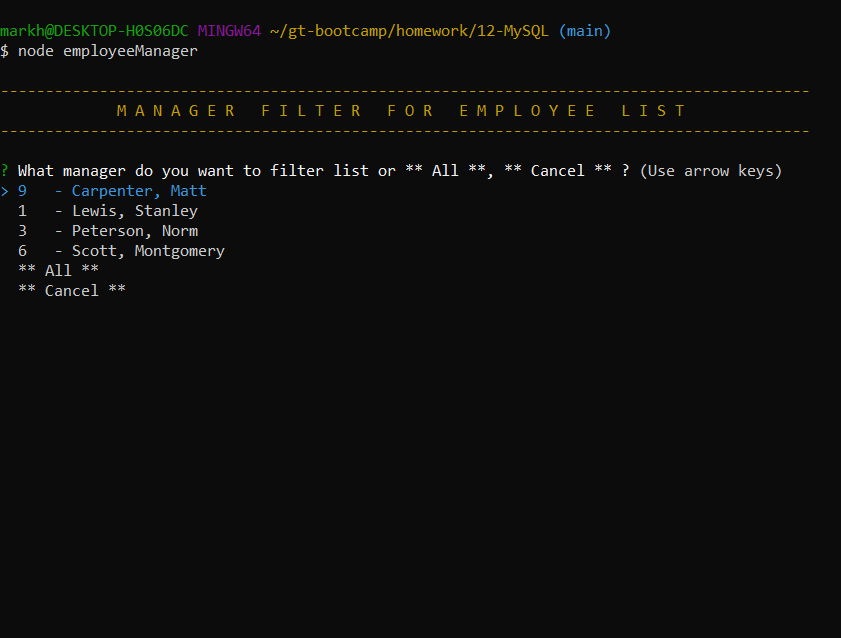 markh@DESKTOP-H0S06DC MINGW64 ~/gt-bootcamp/homework/12-MySQL (main)
$ node employeeManager
------------------------------------------------------------------------------------------
M A N A G E R   F I L T E R   F O R   E M P L O Y E E   L I S T
------------------------------------------------------------------------------------------
? What manager do you want to filter list or ** All **, ** Cancel ** ? (Use arrow keys)
> 9   - Carpenter, Matt
  1   - Lewis, Stanley
  3   - Peterson, Norm
  6   - Scott, Montgomery
  ** All **
  ** Cancel **